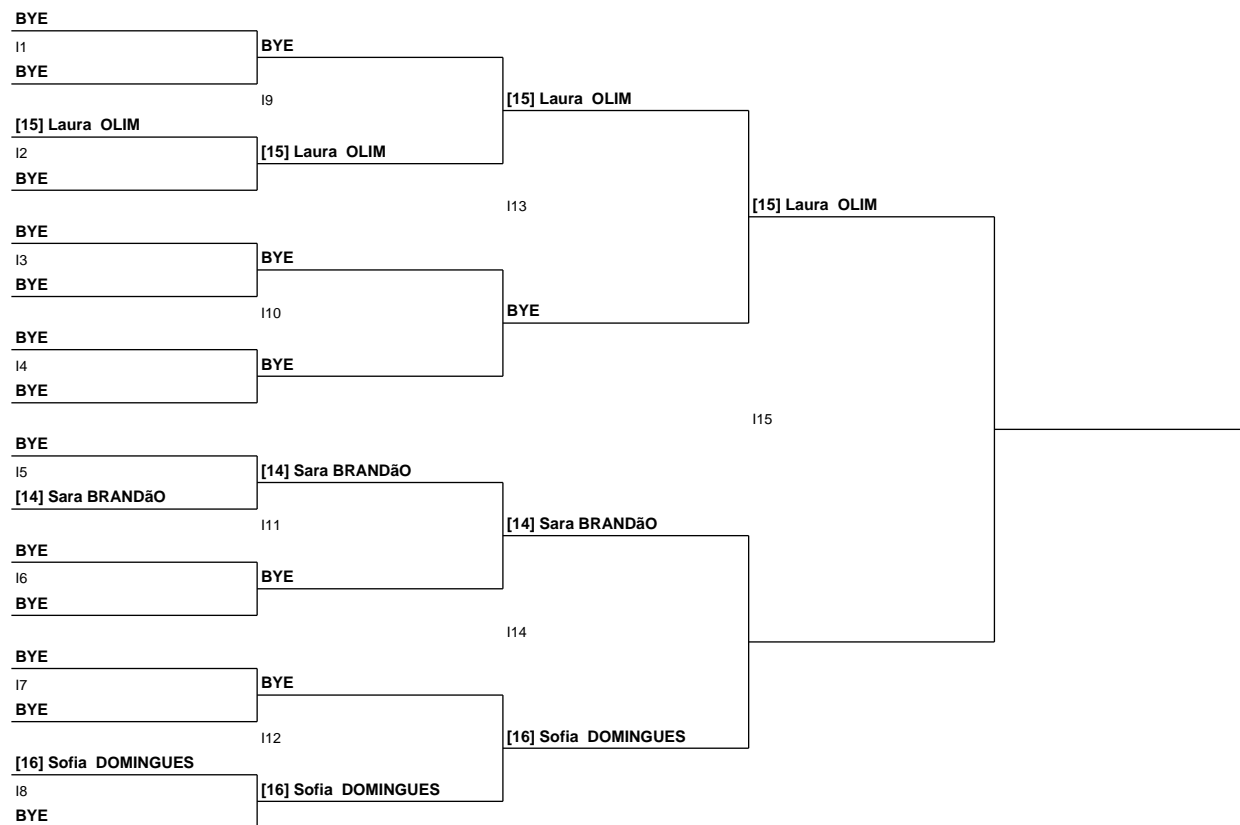 BYE
I1
BYE
BYE
I9
[15] Laura  OLIM
[15] Laura  OLIM
I2
[15] Laura  OLIM
BYE
I13
[15] Laura  OLIM
BYE
I3
BYE
BYE
I10
BYE
BYE
I4
BYE
BYE
I15
BYE
I5
[14] Sara BRANDãO
[14] Sara BRANDãO
I11
[14] Sara BRANDãO
BYE
I6
BYE
BYE
I14
BYE
I7
BYE
BYE
I12
[16] Sofia  DOMINGUES
[16] Sofia  DOMINGUES
I8
[16] Sofia  DOMINGUES
BYE